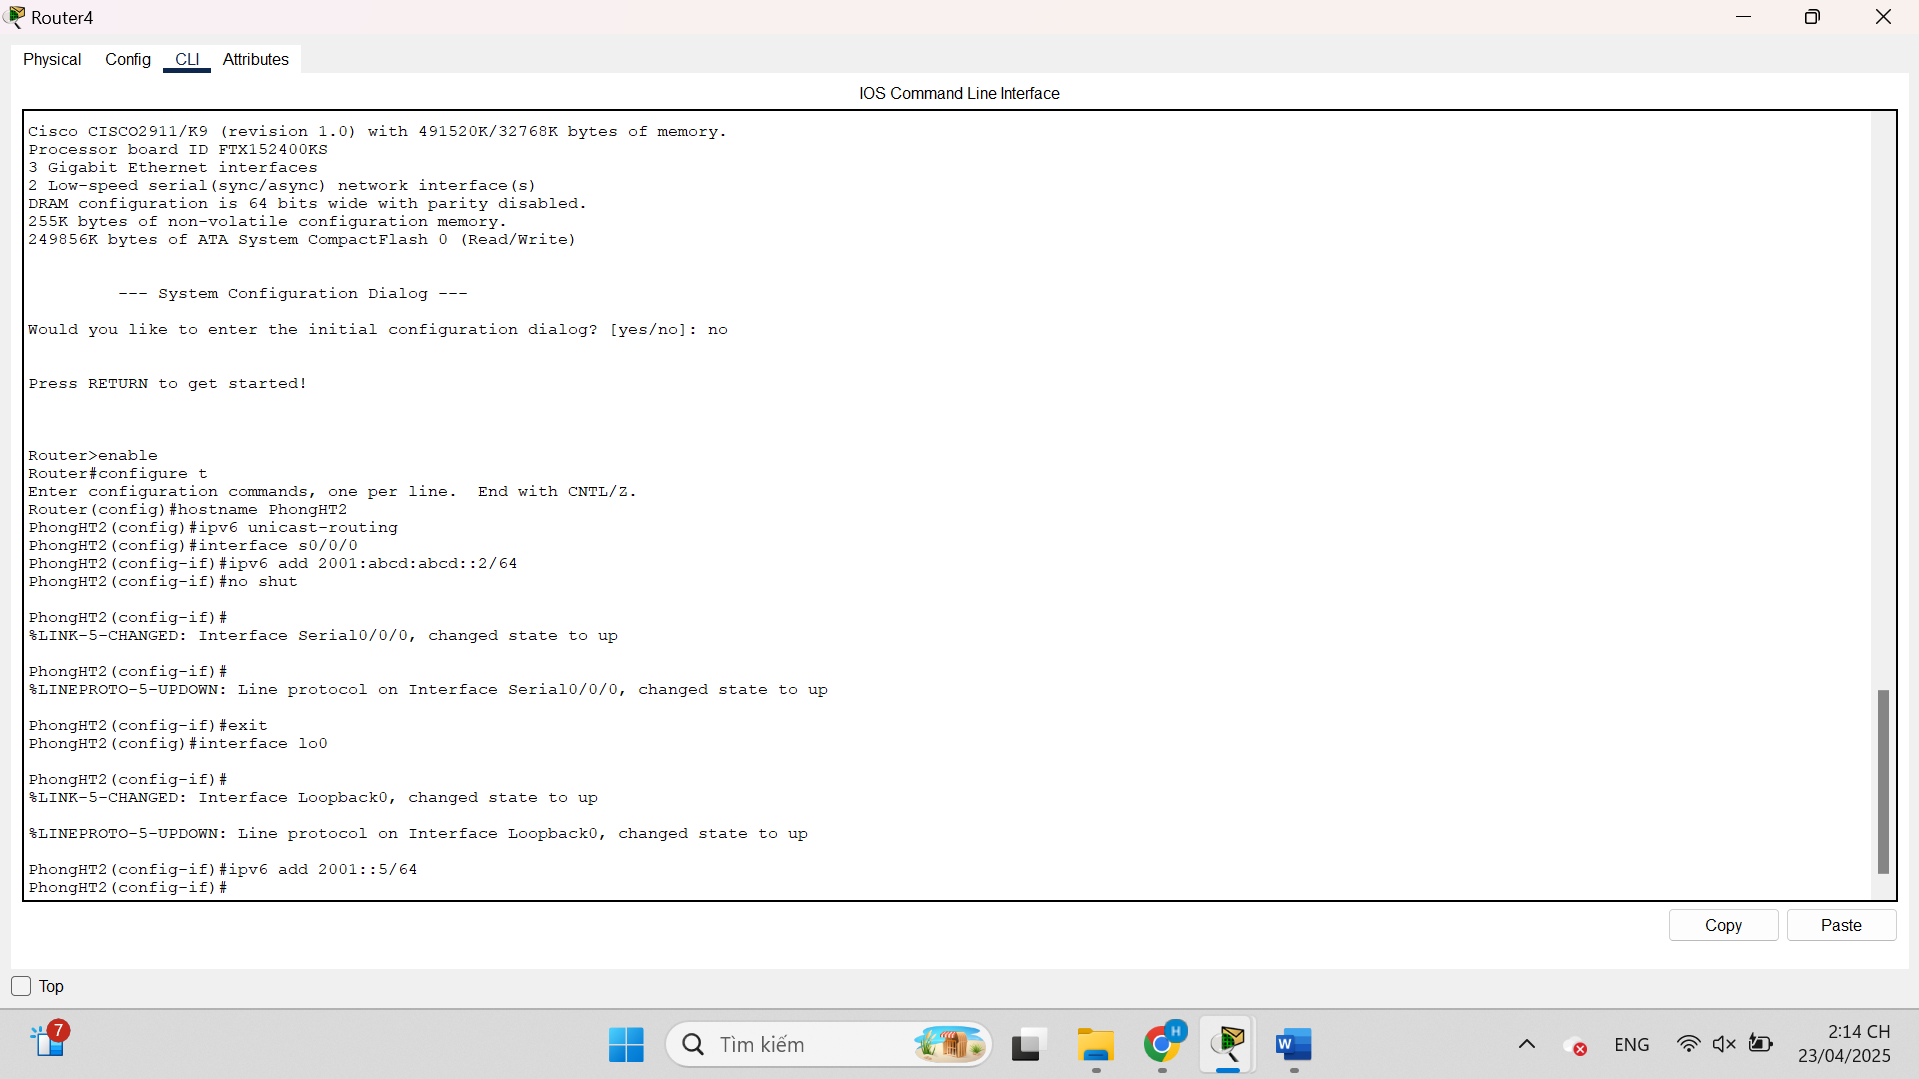 Router4
Physical Config CLI Attributes
IOS Command Line Interface
Cisco CISCO2911/K9 (revision 1.0) with 491520K/32768K bytes of memory.
Processor board ID FTX152400KS
3 Gigabit Ethernet interfaces
2 Low-speed serial(sync/async) network interface(s)
DRAM configuration is 64 bits wide with parity disabled.
255K bytes of non-volatile configuration memory.
249856K bytes of ATA System CompactFlash 0 (Read/Write)
--- System Configuration Dialog ---
Would you like to enter the initial configuration dialog? [yes/no]: no
Press RETURN to get started!
Router>enable
Router#configure t
Enter configuration commands, one per line.  End with CNTL/Z.
Router(config)#hostname PhongHT2
PhongHT2(config)#ipv6 unicast-routing
PhongHT2(config)#interface s0/0/0
PhongHT2(config-if)#ipv6 add 2001:abcd:abcd::2/64
PhongHT2(config-if)#no shut
PhongHT2(config-if)#
%LINK-5-CHANGED: Interface Serial0/0/0, changed state to up
PhongHT2(config-if)#
%LINEPROTO-5-UPDOWN: Line protocol on Interface Serial0/0/0, changed state to up
PhongHT2(config-if)#exit
PhongHT2(config)#interface lo0
PhongHT2(config-if)#
%LINK-5-CHANGED: Interface Loopback0, changed state to up
%LINEPROTO-5-UPDOWN: Line protocol on Interface Loopback0, changed state to up
PhongHT2(config-if)#ipv6 add 2001::5/64
PhongHT2(config-if)#
Copy Paste
Top
7
Tìm kiếm
H
W
ENG
2:14 CH
23/04/2025